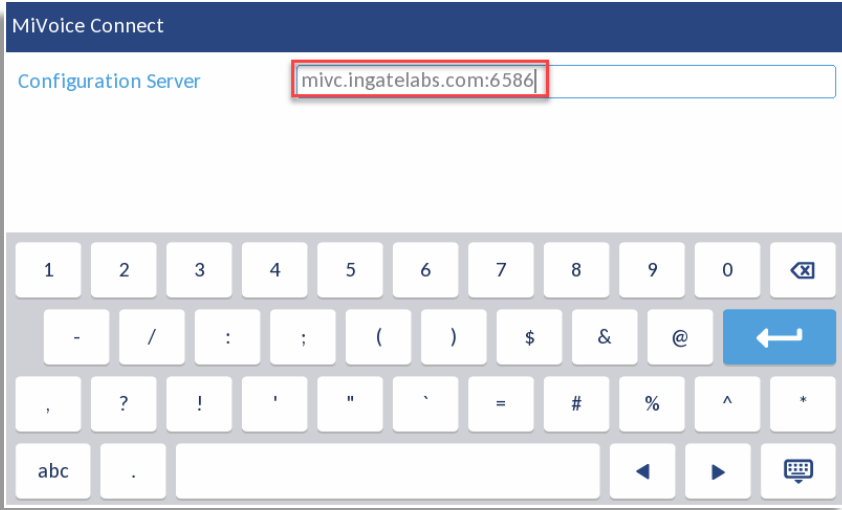 MiVoice Connect
Configuration Server mivc.ingatelabs.com:6586
1 2 3 4 5 6 7 8 9 0
- / : ; ( ) $ & @
, ? ! ' " ` = # % ^ *
abc .